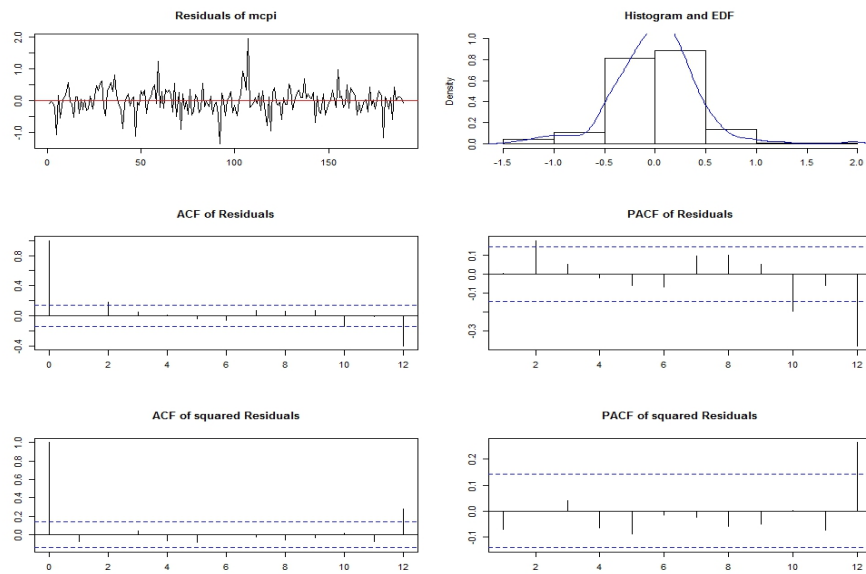 Residuals of mcpi
2.0
1.0
0.0
-1.0
0 50 100 150
Histogram and EDF
Density
1.0
0.8
0.6
0.4
0.2
0.0
-1.5 -1.0 -0.5 0.0 0.5 1.0 1.5 2.0
ACF of Residuals
0.8
0.4
0.0
-0.4
0 2 4 6 8 10 12
PACF of Residuals
0.1
-0.1
-0.3
2 4 6 8 10 12
ACF of squared Residuals
1.0
0.8
0.6
0.4
0.2
0.0
0 2 4 6 8 10 12
PACF of squared Residuals
0.2
0.1
0.0
-0.1
2 4 6 8 10 12